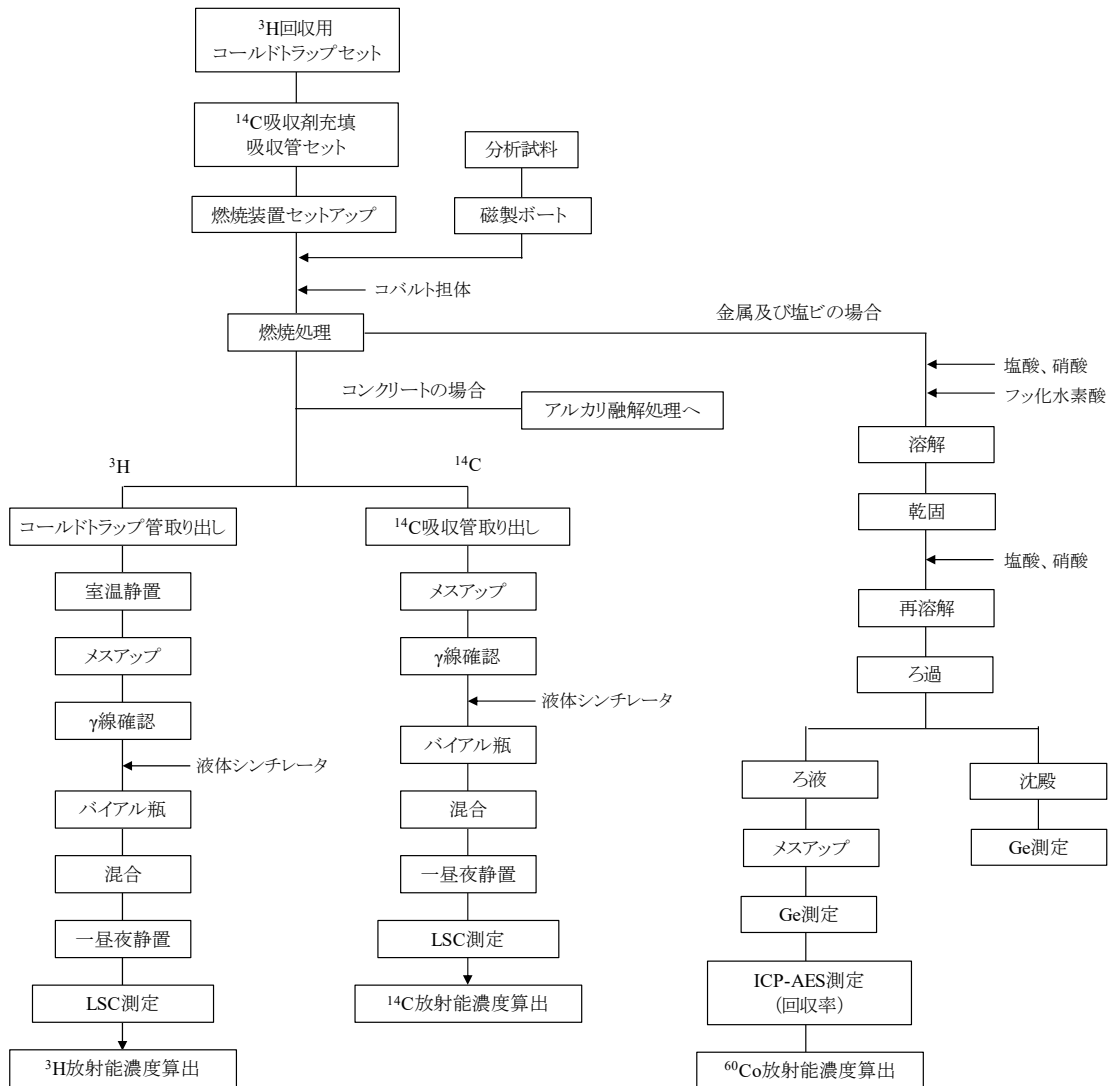 ³H回収用
コールドトラップセット
¹⁴C吸収剤充填
吸収管セット
燃焼装置セットアップ
分析試料
磁製ボート
コバルト担体
燃焼処理
金属及び塩ビの場合
コンクリートの場合
アルカリ融解処理へ
³H
コールドトラップ管取り出し
室温静置
メスアップ
γ線確認
液体シンチレータ
バイアル瓶
混合
一昼夜静置
LSC測定
³H放射能濃度算出
¹⁴C
¹⁴C吸収管取り出し
メスアップ
γ線確認
液体シンチレータ
バイアル瓶
混合
一昼夜静置
LSC測定
¹⁴C放射能濃度算出
塩酸、硝酸
フッ化水素酸
溶解
乾固
塩酸、硝酸
再溶解
ろ過
ろ液
メスアップ
Ge測定
ICP-AES測定
（回収率）
⁶⁰Co放射能濃度算出
沈殿
Ge測定